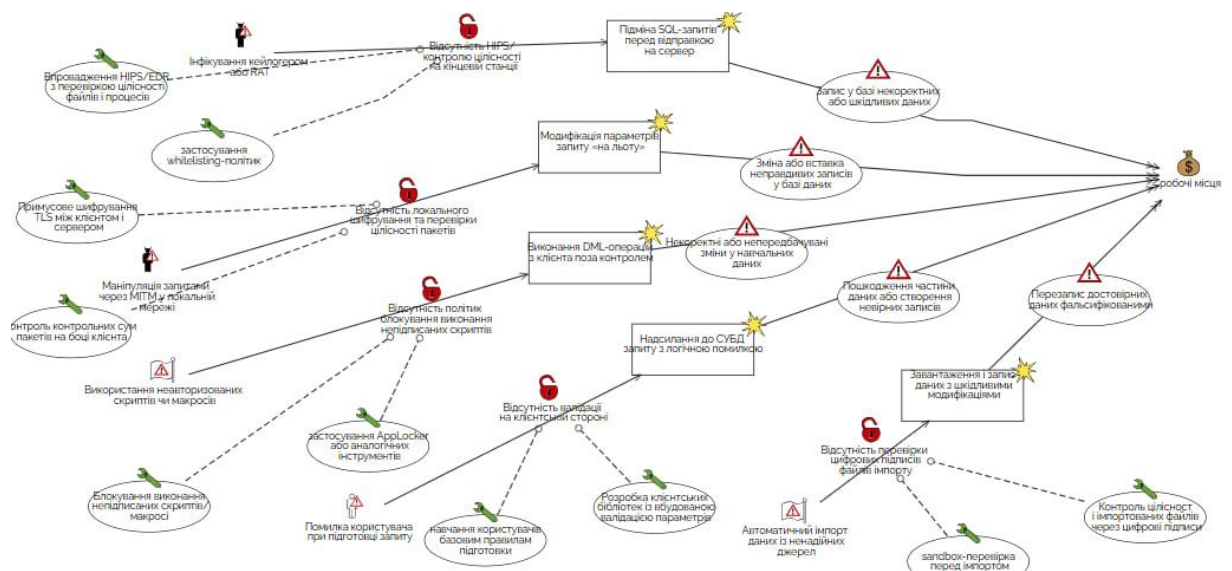 Інфікування кейлогером
або RAT
Відсутність HIPS/
контролю цілісності
на кінцевій станції
Підміна SQL-запитів
перед відправкою
на сервер
Впровадження HIPS/EDR
з перевіркою цілісності
файлів і процесів
Запис у базі некоректних
або шкідливих даних
застосування
whitelisting-політик
Модифікація параметрів
запиту «на льоту»
Зміна або вставка
неправдивих записів
у базі даних
робочі місця
Примусове шифрування
TLS між клієнтом і
сервером
Відсутність локального
шифрування та перевірки
цілісності пакетів
Виконання DML-операцій
з клієнта поза контролем
Некоректні або непередбачувані
зміни у навчальних
даних
Маніпуляція запитами
через MITM у локальній
мережі
Пошкодження частини
даних або створення
невірних записів
Перезапис достовірних
даних фальсифікованими
онтроль контрольних сум
пакетів на боці клієнта
Відсутність політик
блокування виконання
непідписаних скриптів
Надсилання до СУБД
запиту з логічною помилкою
Використання неавторизованих
скриптів чи макросів
Завантаження і запис
даних з шкідливими
модифікаціями
Відсутність валідації
на клієнтській стороні
застосування AppLocker
або аналогічних
інструментів
Відсутність перевірки
цифрових підписів
файлів імпорту
Блокування виконання
непідписаних скриптів/
макросі
Помилка користувача
при підготовці запиту
навчання користувачів
базовим правилам
підготовки
Розробка клієнтських
бібліотек із вбудованою
валідацією параметрів
Автоматичний імпорт
даних із ненадійних
джерел
Контроль цілісност
і імпортованих файлів
через цифрові підписи
sandbox-перевірка
перед імпортом